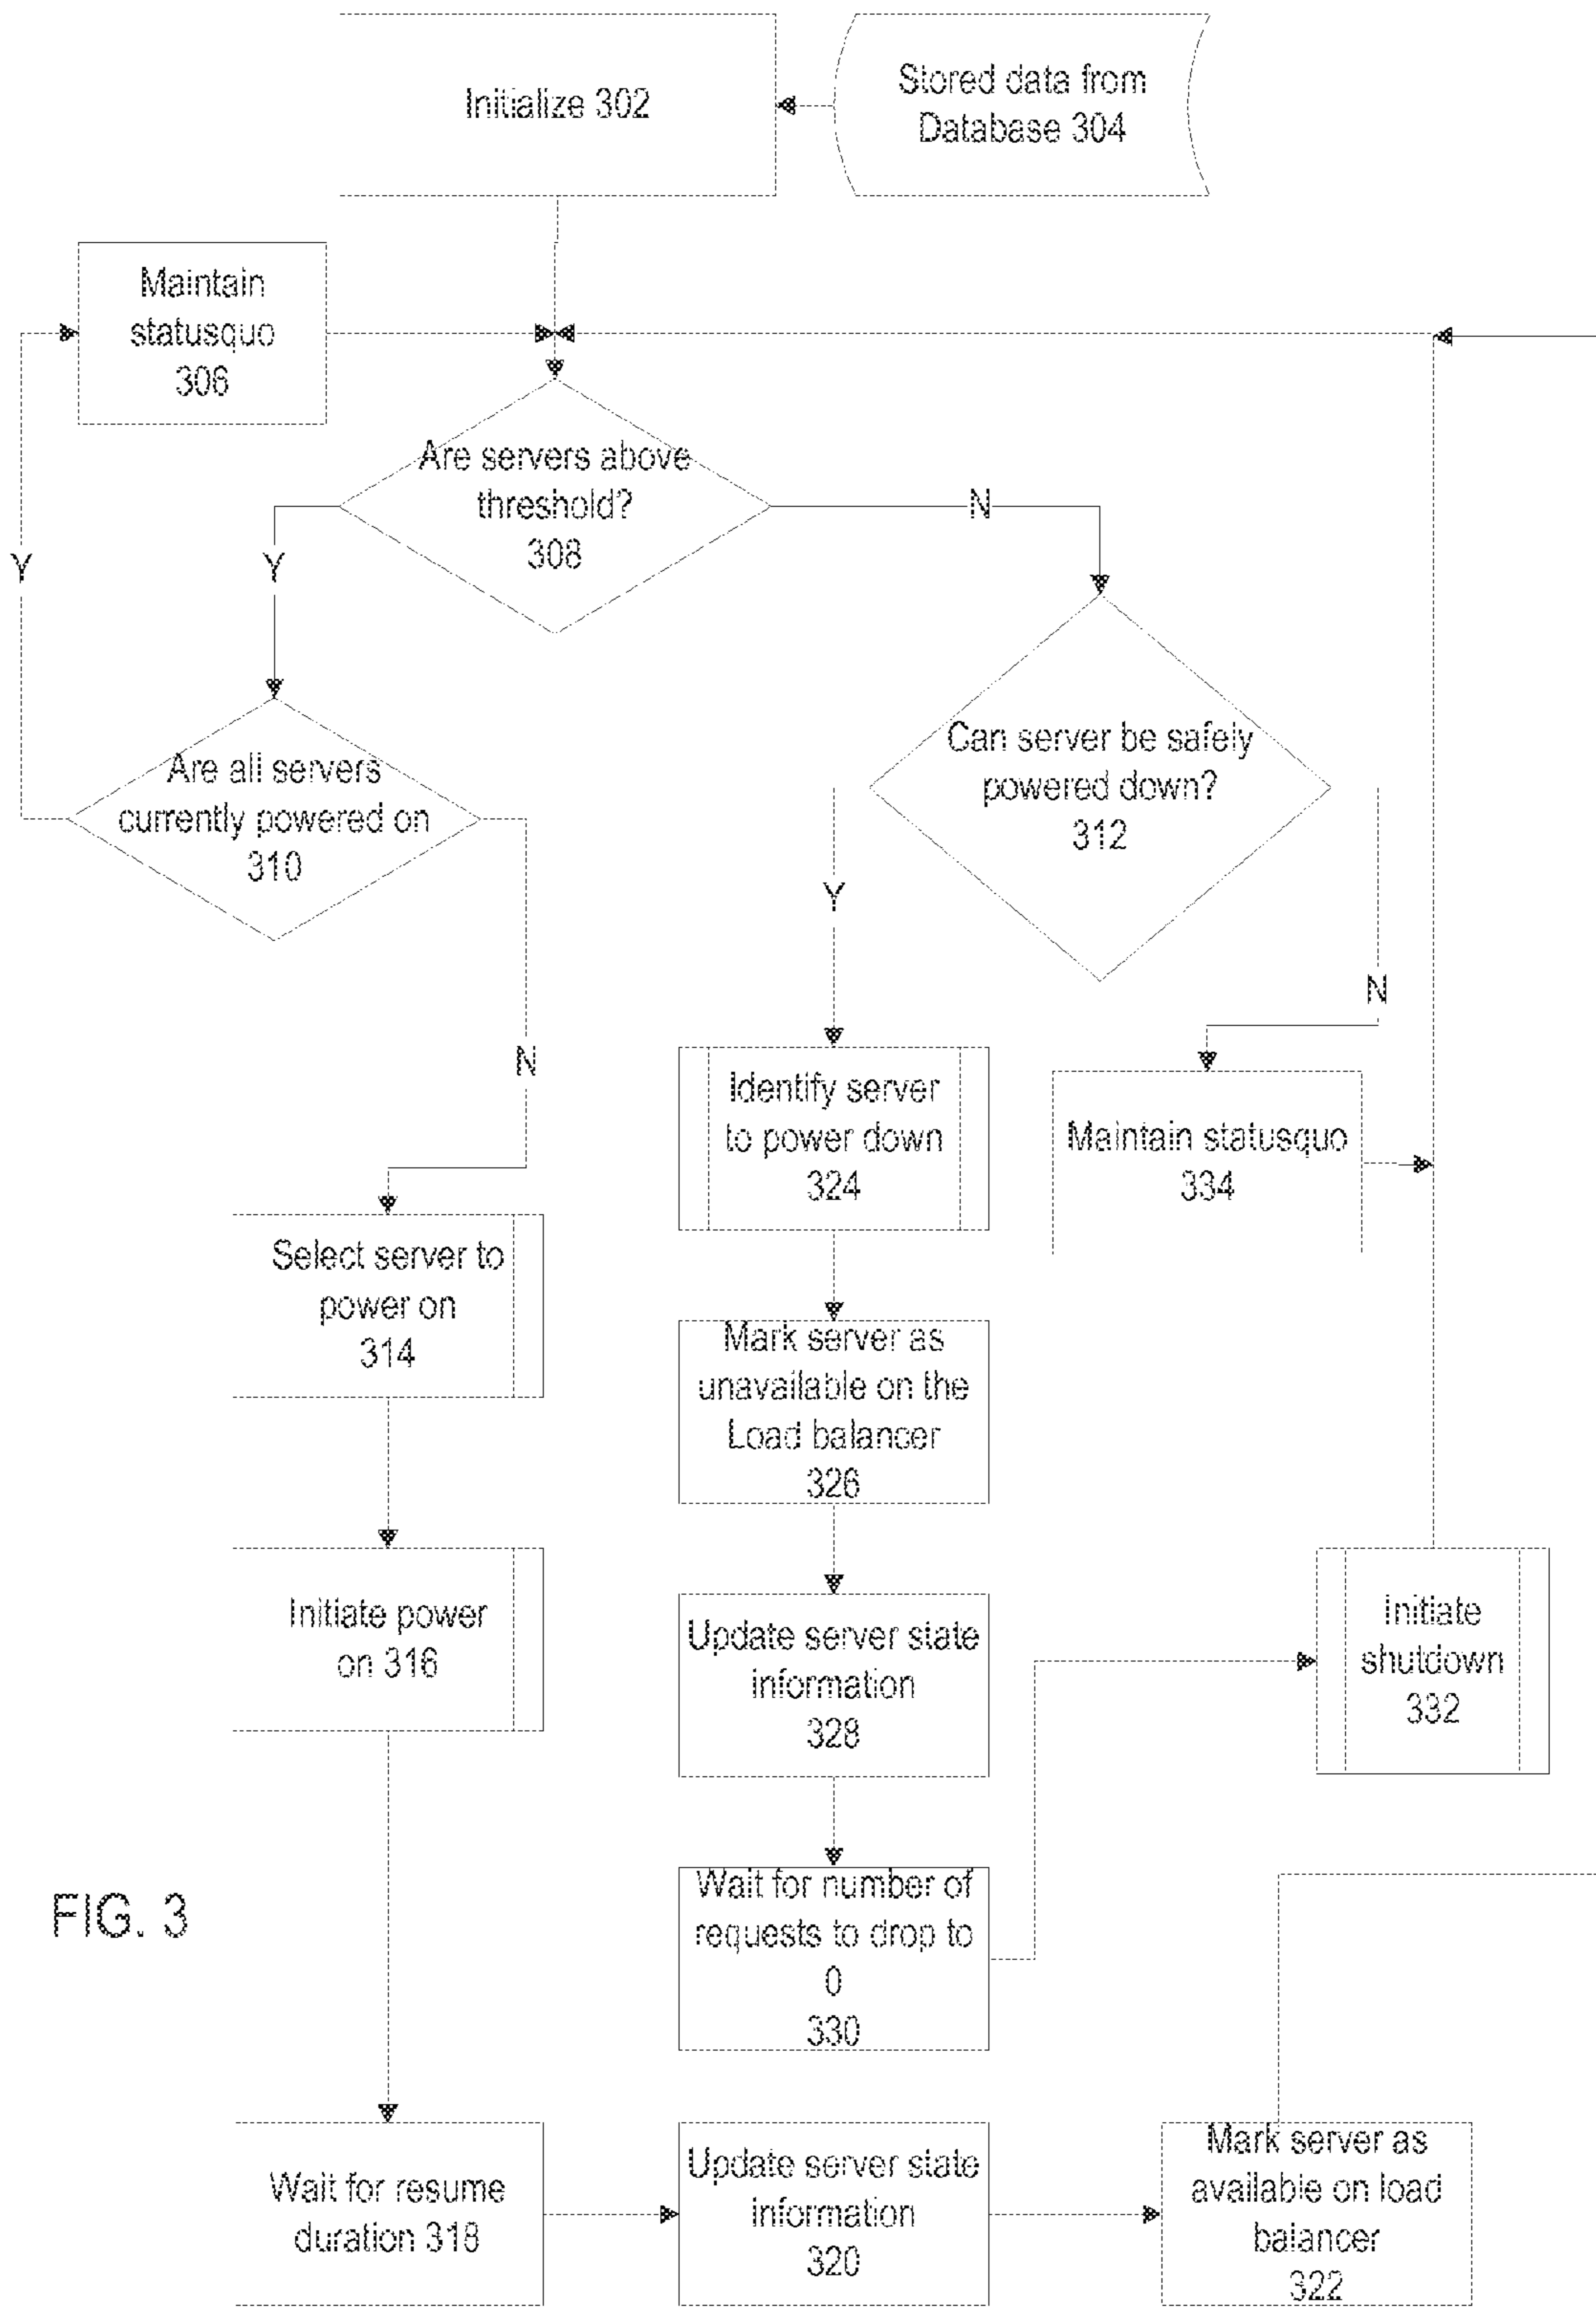 Initialize 302
Stored data from
Database 304
Maintain
statusquo
306
Are servers above
threshold?
308
N
Y
Y
Can server be safely
powered down?
312
Are all servers
currently powered on
310
Y
N
N
Identify server
to power down
324
Maintain statusquo
334
Select server to
power on
314
Mark server as
unavailable on the
Load balancer
326
Initiate power
on 316
Update server state
information
328
Initiate
shutdown
332
FIG. 3
Wait for number of
requests to drop to
0
330
Wait for resume
duration 318
Update server state
information
320
Mark server as
available on load
balancer
322